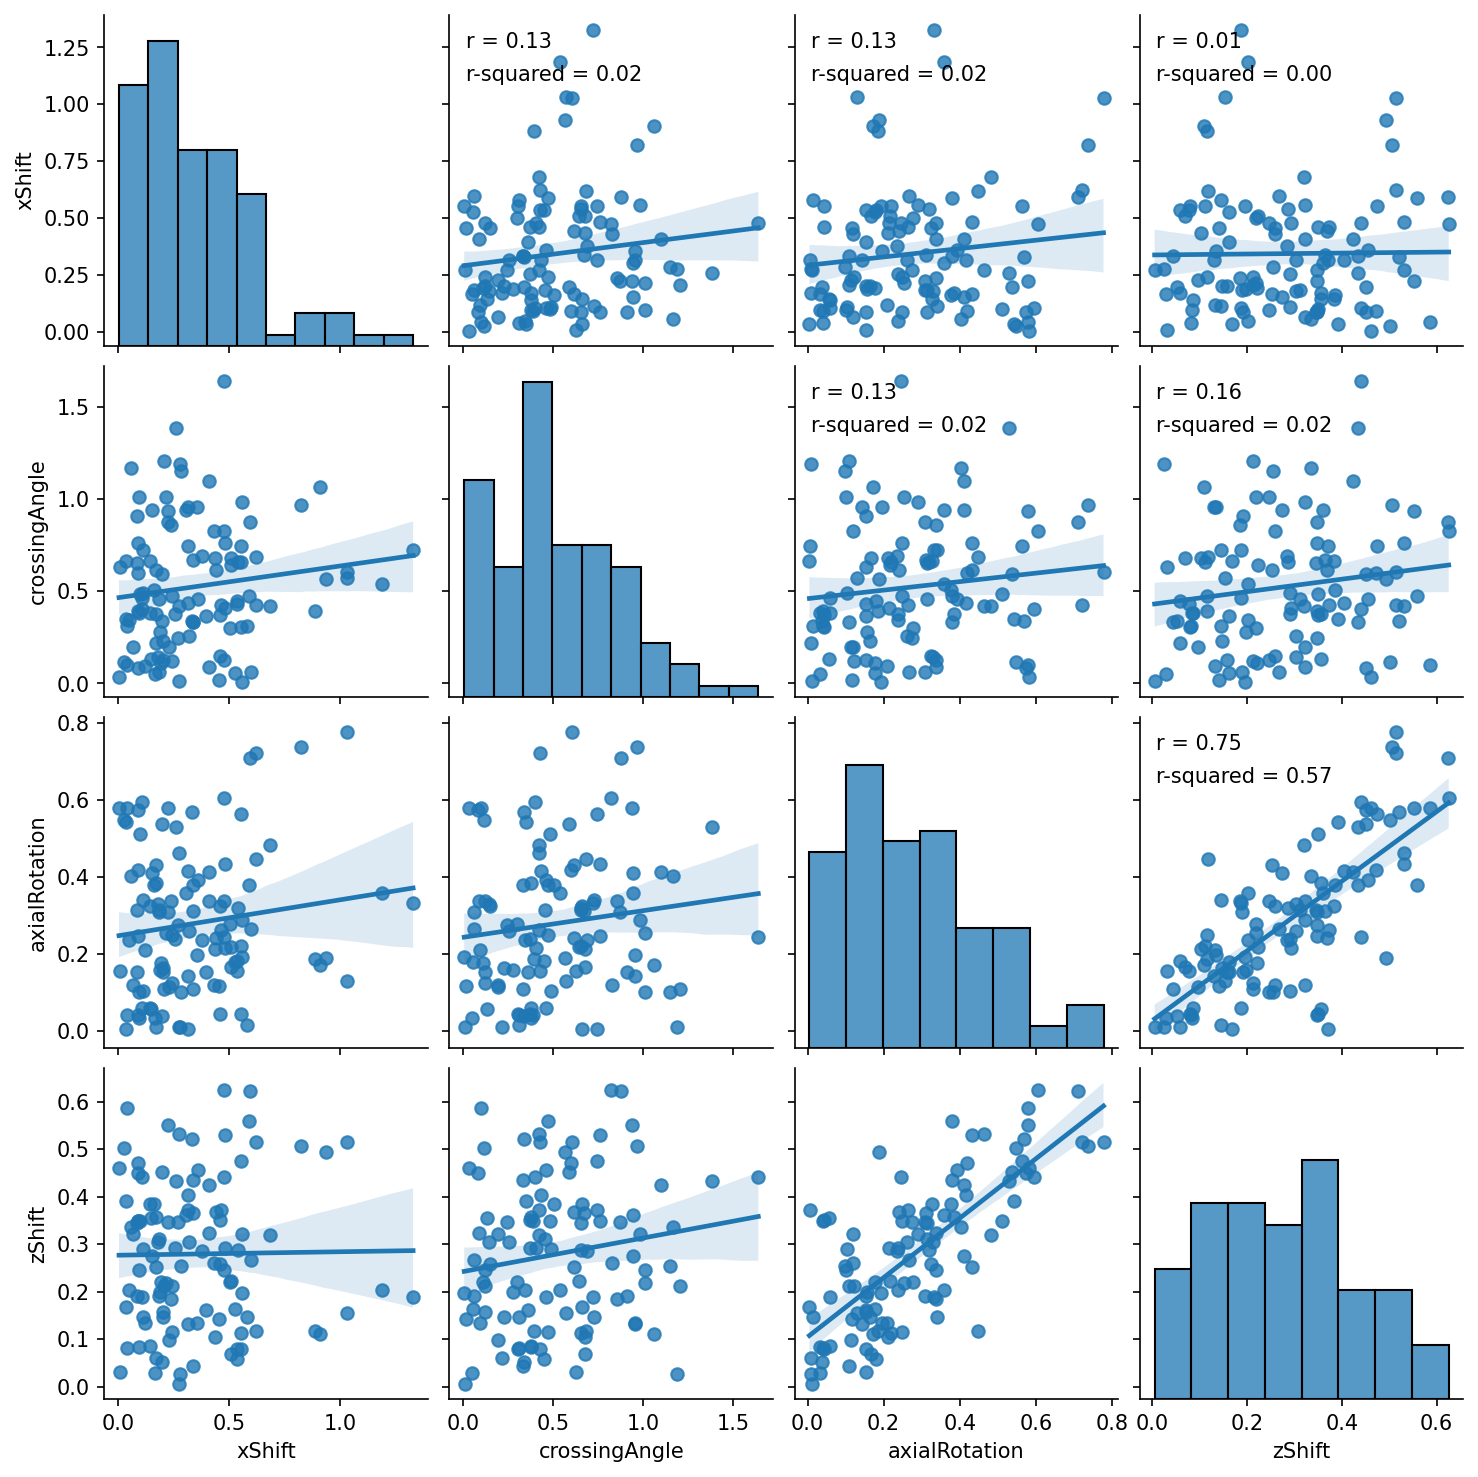 xShift
1.25
1.00
0.75
0.50
0.25
0.00
r = 0.13
r-squared = 0.02
r = 0.13
r-squared = 0.02
r = 0.01
r-squared = 0.00
crossingAngle
1.5
1.0
0.5
0.0
r = 0.13
r-squared = 0.02
r = 0.16
r-squared = 0.02
axialRotation
0.8
0.6
0.4
0.2
0.0
r = 0.75
r-squared = 0.57
zShift
0.6
0.5
0.4
0.3
0.2
0.1
0.0
0.0 0.5 1.0
xShift
0.0 0.5 1.0 1.5
crossingAngle
0.0 0.2 0.4 0.6 0.8
axialRotation
0.0 0.2 0.4 0.6
zShift